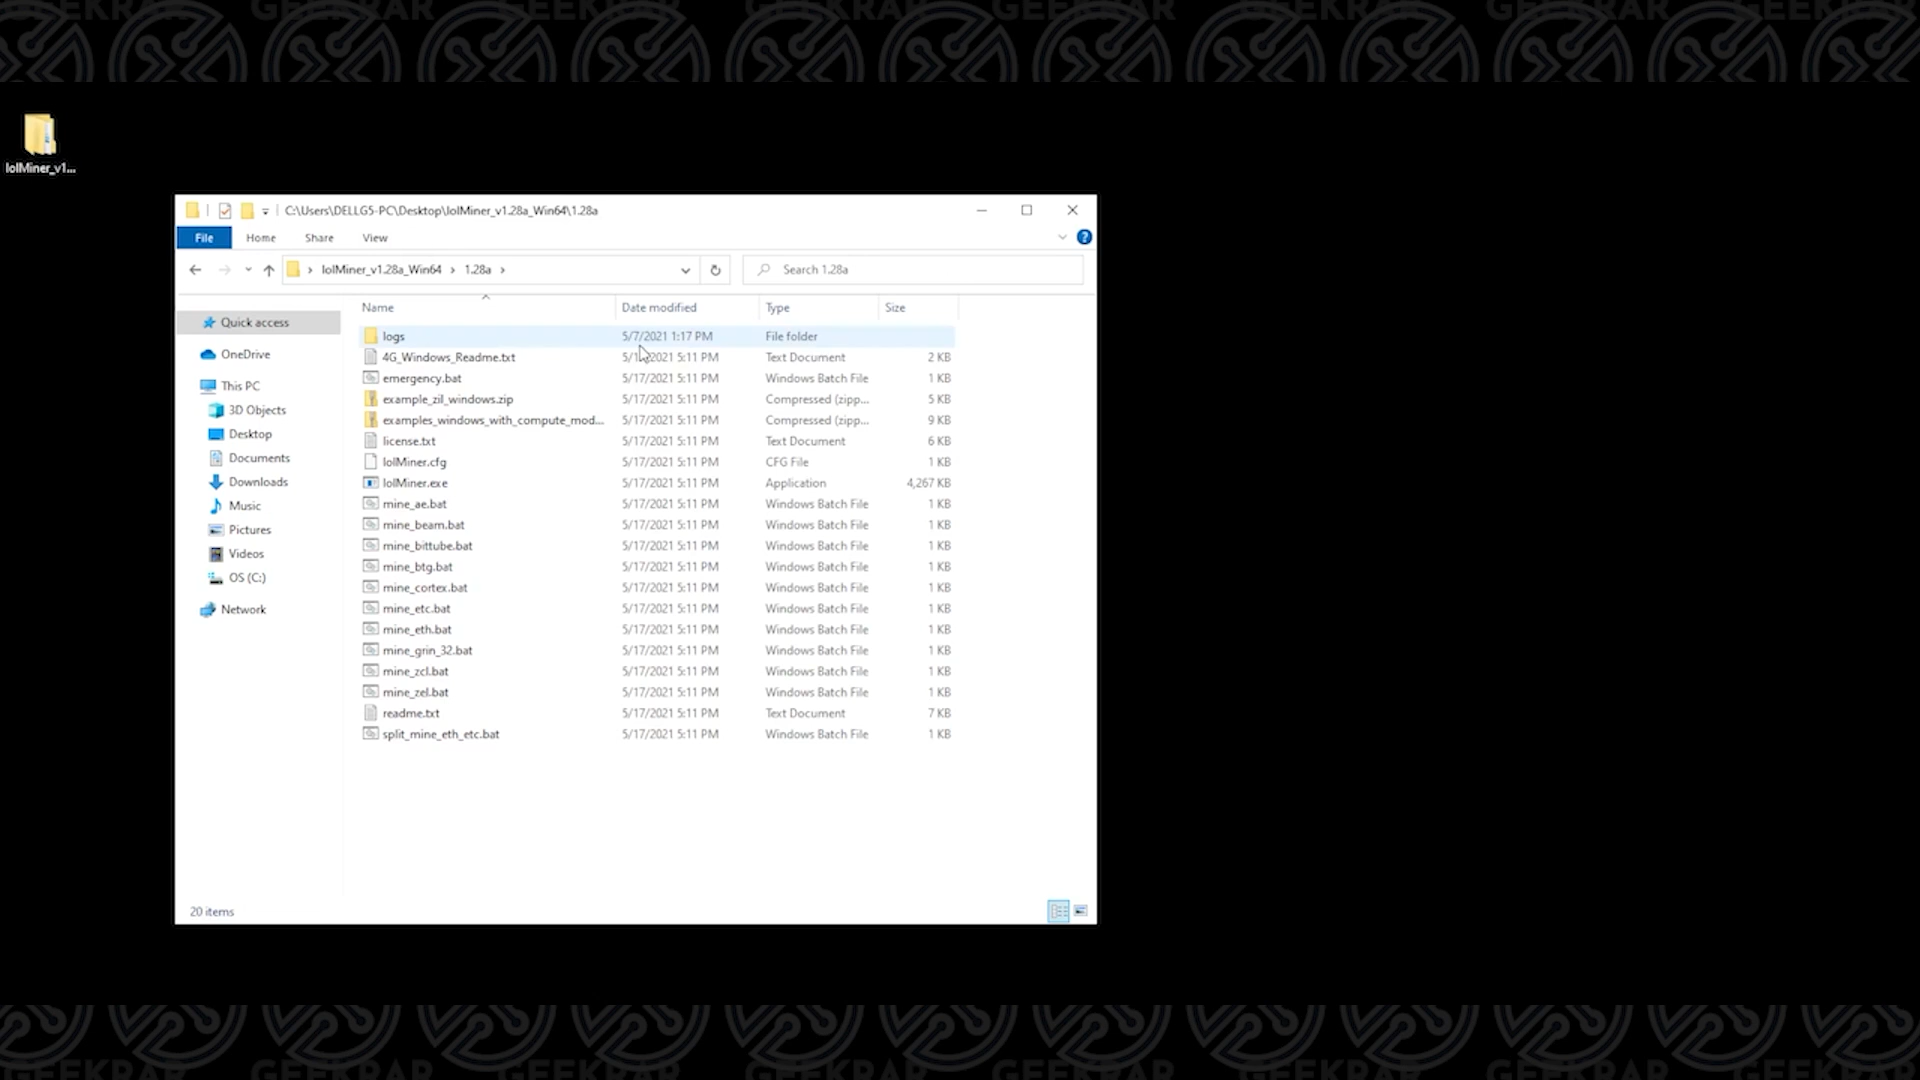 GEEKRAR GEEKRAR GEEKRAR GEEKRAR GEEKRAR GEEKRAR GEEKRAR
lolMiner_v1...
C:\Users\DELLG5-PC\Desktop\lolMiner_v1.28a_Win64\1.28a
File Home Share View
lolMiner_v1.28a_Win64 1.28a Search 1.28a
Name Date modified Type Size
Quick access
OneDrive
This PC
3D Objects
Desktop
Documents
Downloads
Music
Pictures
Videos
OS (C:)
Network
logs 5/7/2021 1:17 PM File folder
4G_Windows_Readme.txt 5:11 PM Text Document 2 KB
emergency.bat 5/17/2021 5:11 PM Windows Batch File 1 KB
example_zil_windows.zip 5/17/2021 5:11 PM Compressed (zipp... 5 KB
examples_windows_with_compute_mod... 5/17/2021 5:11 PM Compressed (zipp... 9 KB
license.txt 5/17/2021 5:11 PM Text Document 6 KB
lolMiner.cfg 5/17/2021 5:11 PM CFG File 1 KB
lolMiner.exe 5/17/2021 5:11 PM Application 4,267 KB
mine_ae.bat 5/17/2021 5:11 PM Windows Batch File 1 KB
mine_beam.bat 5/17/2021 5:11 PM Windows Batch File 1 KB
mine_bittube.bat 5/17/2021 5:11 PM Windows Batch File 1 KB
mine_btg.bat 5/17/2021 5:11 PM Windows Batch File 1 KB
mine_cortex.bat 5/17/2021 5:11 PM Windows Batch File 1 KB
mine_etc.bat 5/17/2021 5:11 PM Windows Batch File 1 KB
mine_eth.bat 5/17/2021 5:11 PM Windows Batch File 1 KB
mine_grin_32.bat 5/17/2021 5:11 PM Windows Batch File 1 KB
mine_zcl.bat 5/17/2021 5:11 PM Windows Batch File 1 KB
mine_zel.bat 5/17/2021 5:11 PM Windows Batch File 1 KB
readme.txt 5/17/2021 5:11 PM Text Document 7 KB
split_mine_eth_etc.bat 5/17/2021 5:11 PM Windows Batch File 1 KB
20 items
GEEKRAR GEEKRAR GEEKRAR GEEKRAR GEEKRAR GEEKRAR GEEKRAR